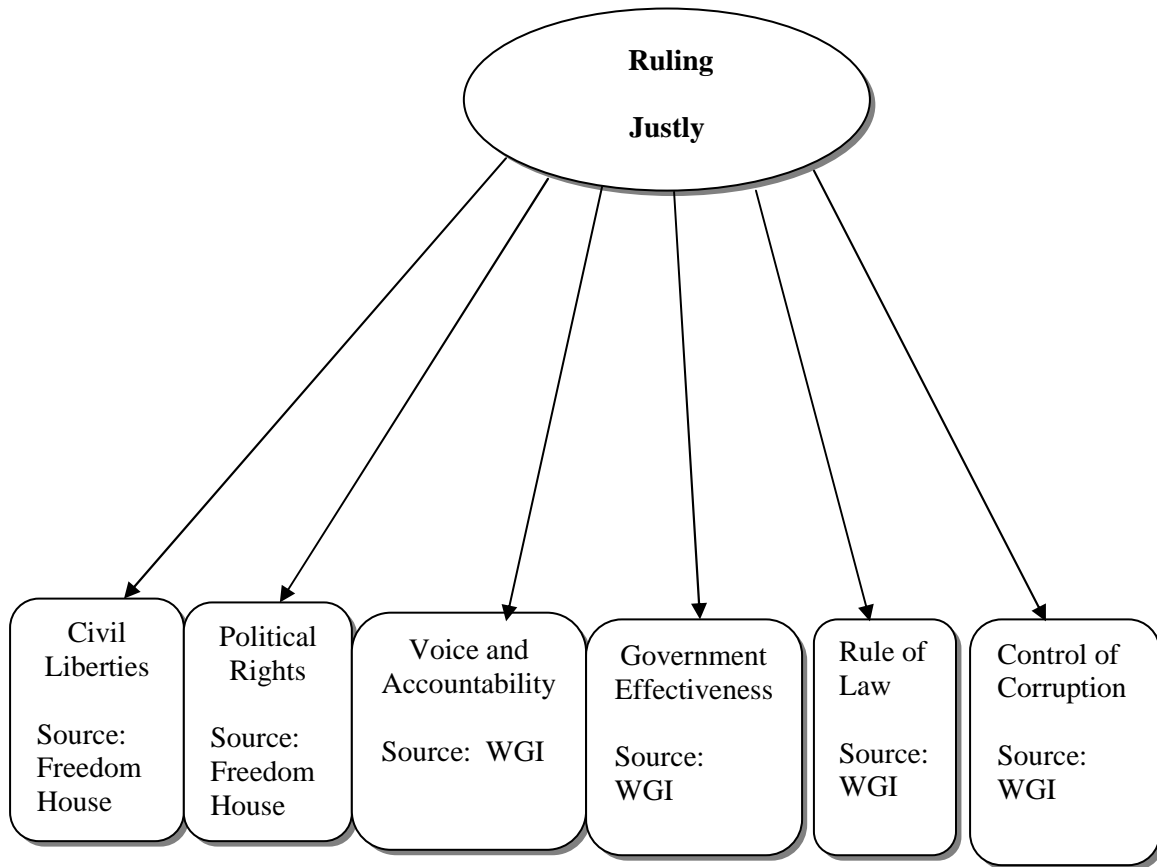 Ruling
Justly
Civil
Liberties
Source:
Freedom
House
Political
Rights
Source:
Freedom
House
Voice and
Accountability
Source: WGI
Government
Effectiveness
Source:
WGI
Rule of
Law
Source:
WGI
Control of
Corruption
Source:
WGI